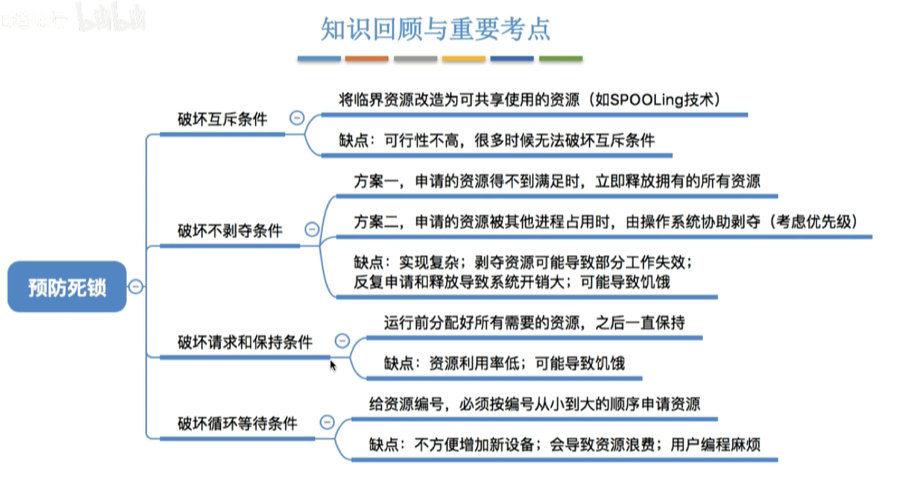 知识回顾与重要考点
破坏互斥条件
将临界资源改造为可共享使用的资源（如SPOOLing技术）
缺点：可行性不高，很多时候无法破坏互斥条件
破坏不剥夺条件
方案一，申请的资源得不到满足时，立即释放拥有的所有资源
方案二，申请的资源被其他进程占用时，由操作系统协助剥夺（考虑优先级）
缺点：实现复杂；剥夺资源可能导致部分工作失效；
反复申请和释放导致系统开销大；可能导致饥饿
预防死锁
破坏请求和保持条件
运行前分配好所有需要的资源，之后一直保持
缺点：资源利用率低；可能导致饥饿
破坏循环等待条件
给资源编号，必须按编号从小到大的顺序申请资源
缺点：不方便增加新设备；会导致资源浪费；用户编程麻烦